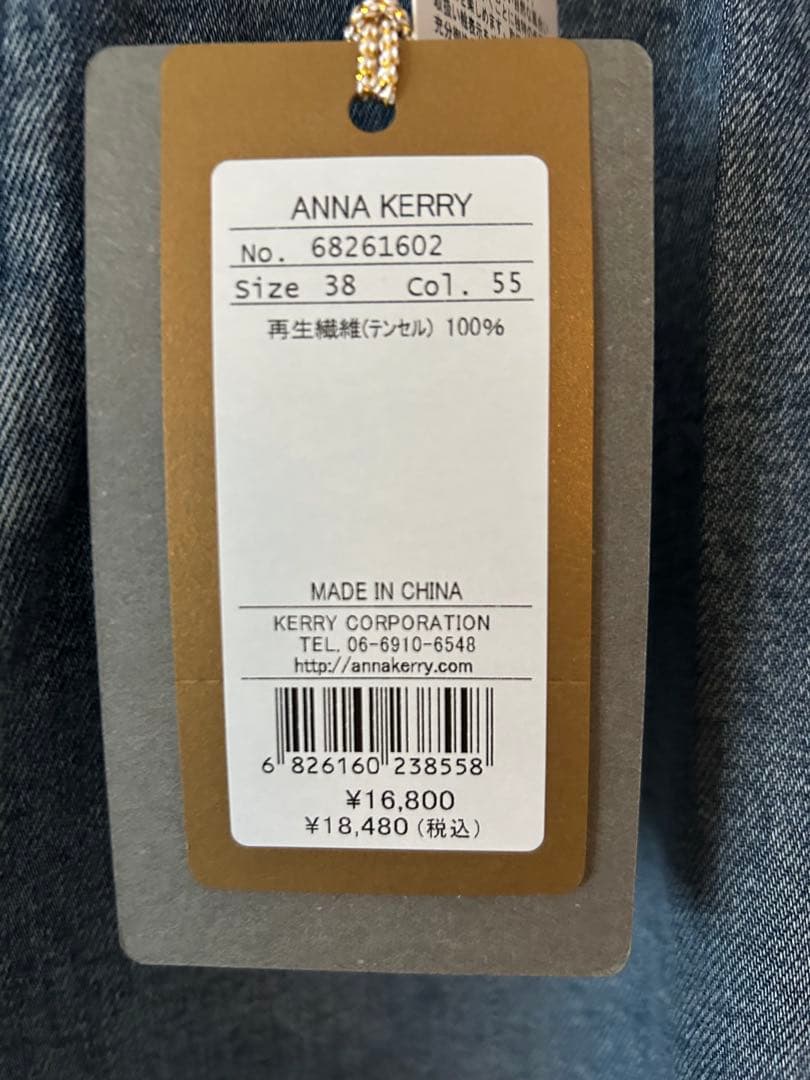 ANNA KERRY
No. 68261602
Size 38 Col. 55
再生繊維(テンセル) 100%
MADE IN CHINA
KERRY CORPORATION
TEL. 06-6910-6548
http://annakerry.com
6 826160 238558
¥16,800
¥18,480(税込)